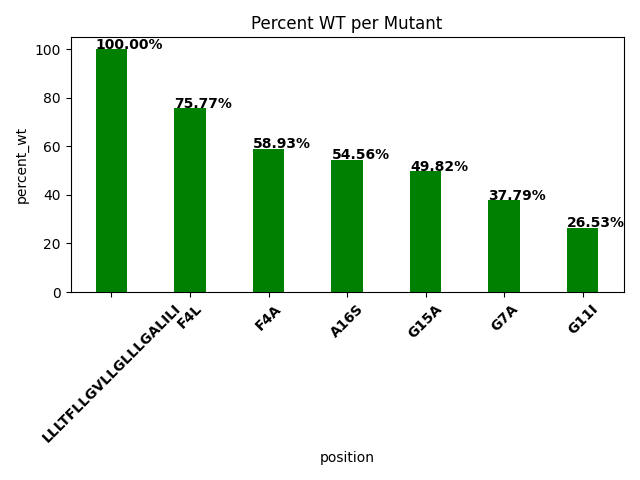 Percent WT per Mutant
percent_wt
100
80
60
40
20
0
100.00%
75.77%
58.93%
54.56%
49.82%
37.79%
26.53%
LLLTFLLGVLLGLLLGALILI
F4L
F4A
A16S
G15A
G7A
G11I
position